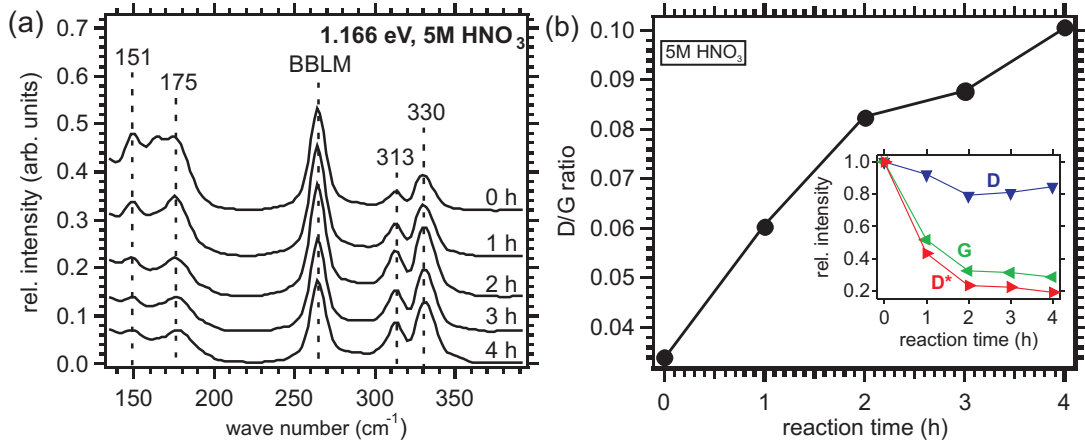 (a)
1.166 eV, 5M HNO3
0.7
0.6
0.5
0.4
0.3
0.2
0.1
0.0
rel. intensity (arb. units)
151
175
BBLM
313
330
0 h
1 h
2 h
3 h
4 h
150
200
250
300
350
wave number (cm-1)
(b)
5M HNO3
0.10
0.09
0.08
0.07
0.06
0.05
0.04
D/G ratio
0
1
2
3
4
reaction time (h)
1.0
0.8
0.6
0.4
0.2
rel. intensity
D
G
D*
0
1
2
3
4
reaction time (h)